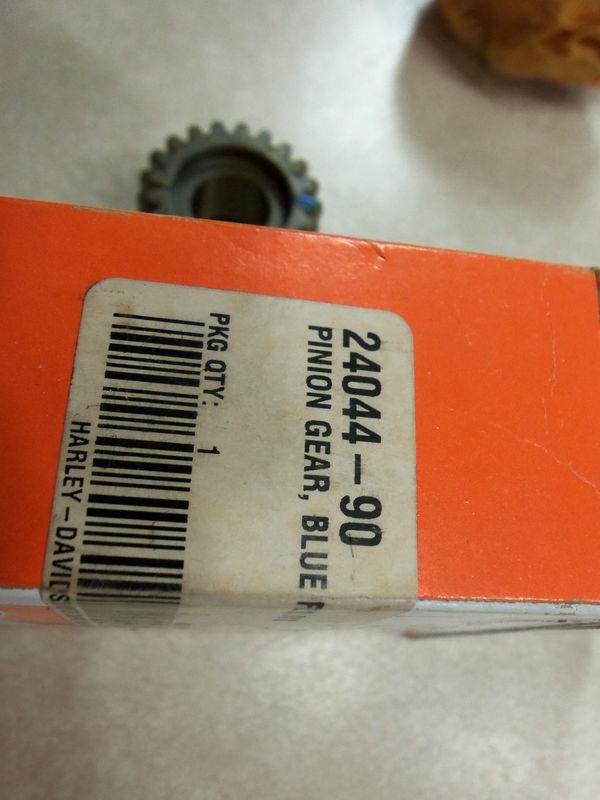 24044-90
PINION GEAR, BLUE
PKG QTY: 1
HARLEY-DAVIDS